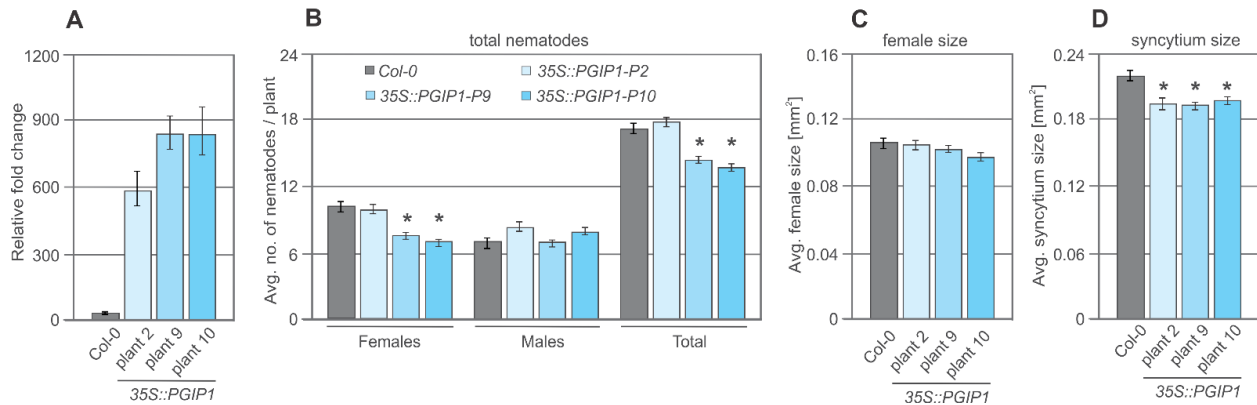 A
Relative fold change
1200
900
600
300
0
Col-0
plant 2
plant 9
plant 10
35S::PGIP1
B
total nematodes
Avg. no. of nematodes / plant
24
18
12
6
0
Col-0
35S::PGIP1-P2
35S::PGIP1-P9
35S::PGIP1-P10
* *
* *
Females
Males
Total
C
female size
Avg. female size [mm²]
0.16
0.12
0.08
0.04
0
Col-0
plant 2
plant 9
plant 10
35S::PGIP1
D
syncytium size
Avg. syncytium size [mm²]
0.24
0.18
0.12
0.06
0
* * *
Col-0
plant 2
plant 9
plant 10
35S::PGIP1